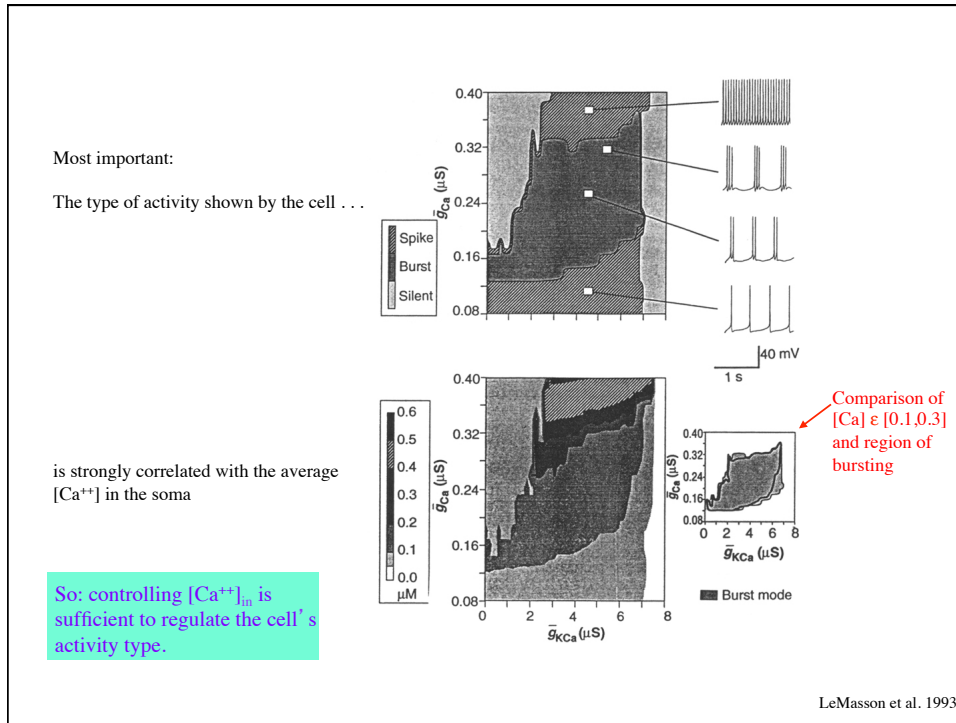 Most important:
The type of activity shown by the cell . . .
0.40
0.32
0.24
0.16
0.08
g̅Ca (µS)
Spike
Burst
Silent
40 mV
1 s
is strongly correlated with the average
[Ca⁺⁺] in the soma
0.6
0.5
0.4
0.3
0.2
0.1
0.0
µM
0.40
0.32
0.24
0.16
0.08
g̅Ca (µS)
0 2 4 6 8
g̅KCa (µS)
Comparison of
[Ca] ε [0.1,0.3]
and region of
bursting
0.40
0.32
0.24
0.16
0.08
g̅Ca (µS)
0 2 4 6 8
g̅KCa (µS)
Burst mode
So: controlling [Ca⁺⁺]in is
sufficient to regulate the cell’s
activity type.
LeMasson et al. 1993